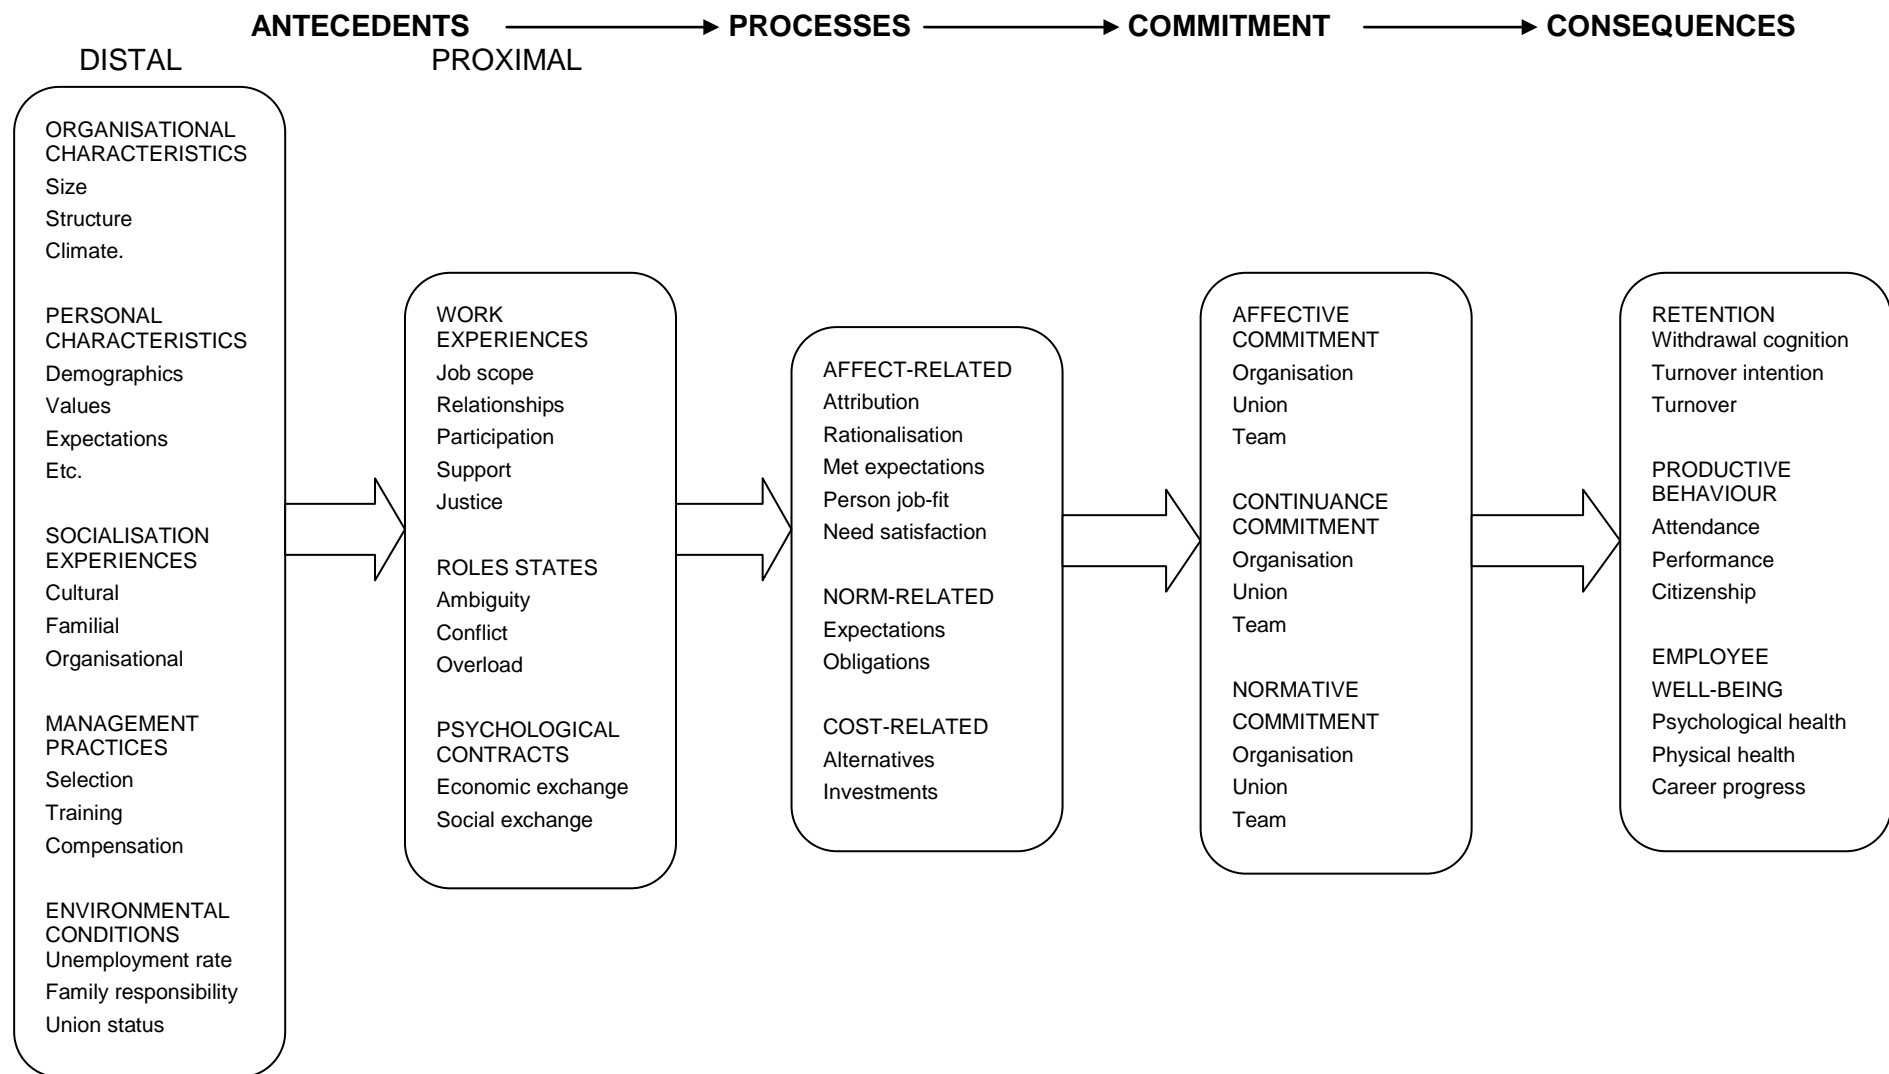 ANTECEDENTS PROCESSES COMMITMENT CONSEQUENCES
DISTAL PROXIMAL
ORGANISATIONAL
CHARACTERISTICS
Size
Structure
Climate.
PERSONAL
CHARACTERISTICS
Demographics
Values
Expectations
Etc.
SOCIALISATION
EXPERIENCES
Cultural
Familial
Organisational
MANAGEMENT
PRACTICES
Selection
Training
Compensation
ENVIRONMENTAL
CONDITIONS
Unemployment rate
Family responsibility
Union status
WORK
EXPERIENCES
Job scope
Relationships
Participation
Support
Justice
ROLES STATES
Ambiguity
Conflict
Overload
PSYCHOLOGICAL
CONTRACTS
Economic exchange
Social exchange
AFFECT-RELATED
Attribution
Rationalisation
Met expectations
Person job-fit
Need satisfaction
NORM-RELATED
Expectations
Obligations
COST-RELATED
Alternatives
Investments
AFFECTIVE
COMMITMENT
Organisation
Union
Team
CONTINUANCE
COMMITMENT
Organisation
Union
Team
NORMATIVE
COMMITMENT
Organisation
Union
Team
RETENTION
Withdrawal cognition
Turnover intention
Turnover
PRODUCTIVE
BEHAVIOUR
Attendance
Performance
Citizenship
EMPLOYEE
WELL-BEING
Psychological health
Physical health
Career progress